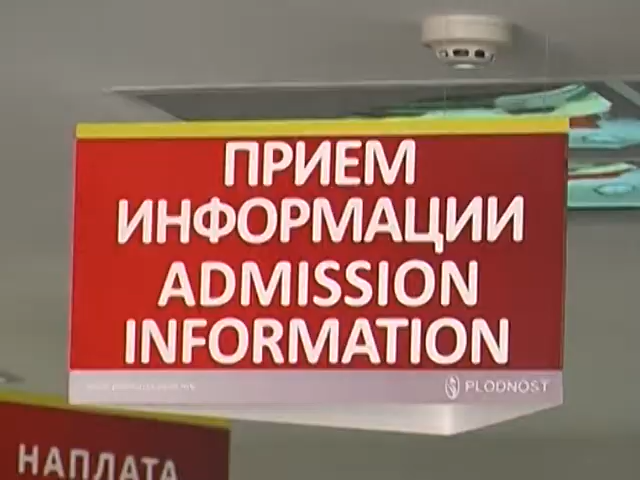 ПРИЕМ
ИНФОРМАЦИИ
ADMISSION
INFORMATION
PLODNOST
НАПЛАТА